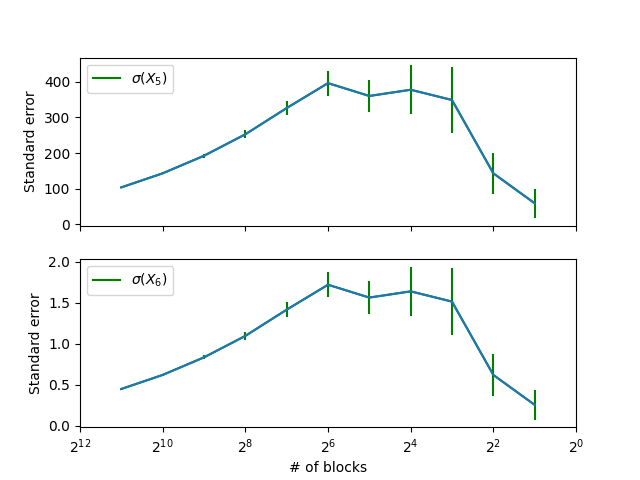 σ(X₅)
Standard error
400
300
200
100
0
σ(X₆)
Standard error
2.0
1.5
1.0
0.5
0.0
2¹² 2¹⁰ 2⁸ 2⁶ 2⁴ 2² 2⁰
# of blocks